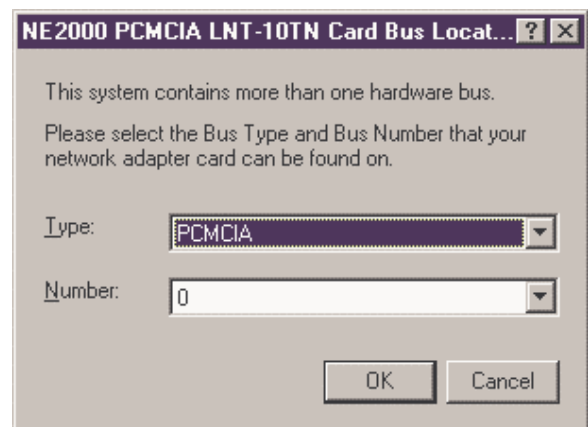 NE2000 PCMCIA LNT-10TN Card Bus Locat...
This system contains more than one hardware bus.
Please select the Bus Type and Bus Number that your
network adapter card can be found on.
Type: PCMCIA
Number: 0
OK Cancel